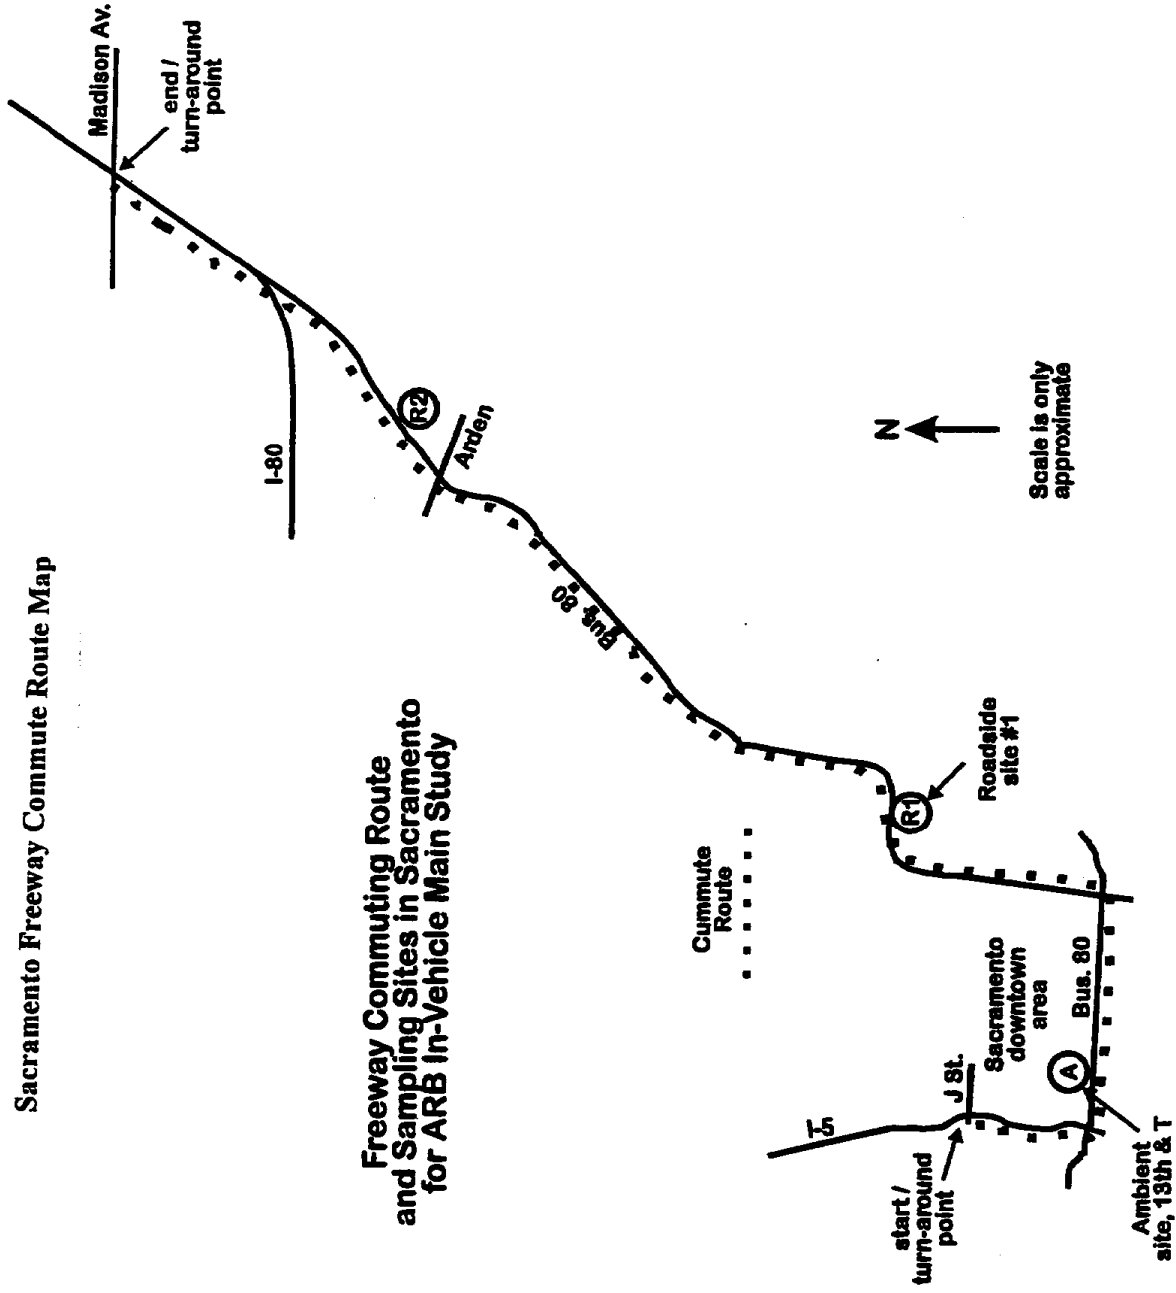 Sacramento Freeway Commute Route Map
Freeway Commuting Route
and Sampling Sites in Sacramento
for ARB In-Vehicle Main Study
Madison Av.
end /
turn-around
point
I-80
R2
Arden
Bus. 80
N
Scale is only
approximate
Cummute
Route
R1
Roadside
site #1
I-5
J St.
start /
turn-around
point
Sacramento
downtown
area
Bus. 80
A
Ambient
site, 13th & T